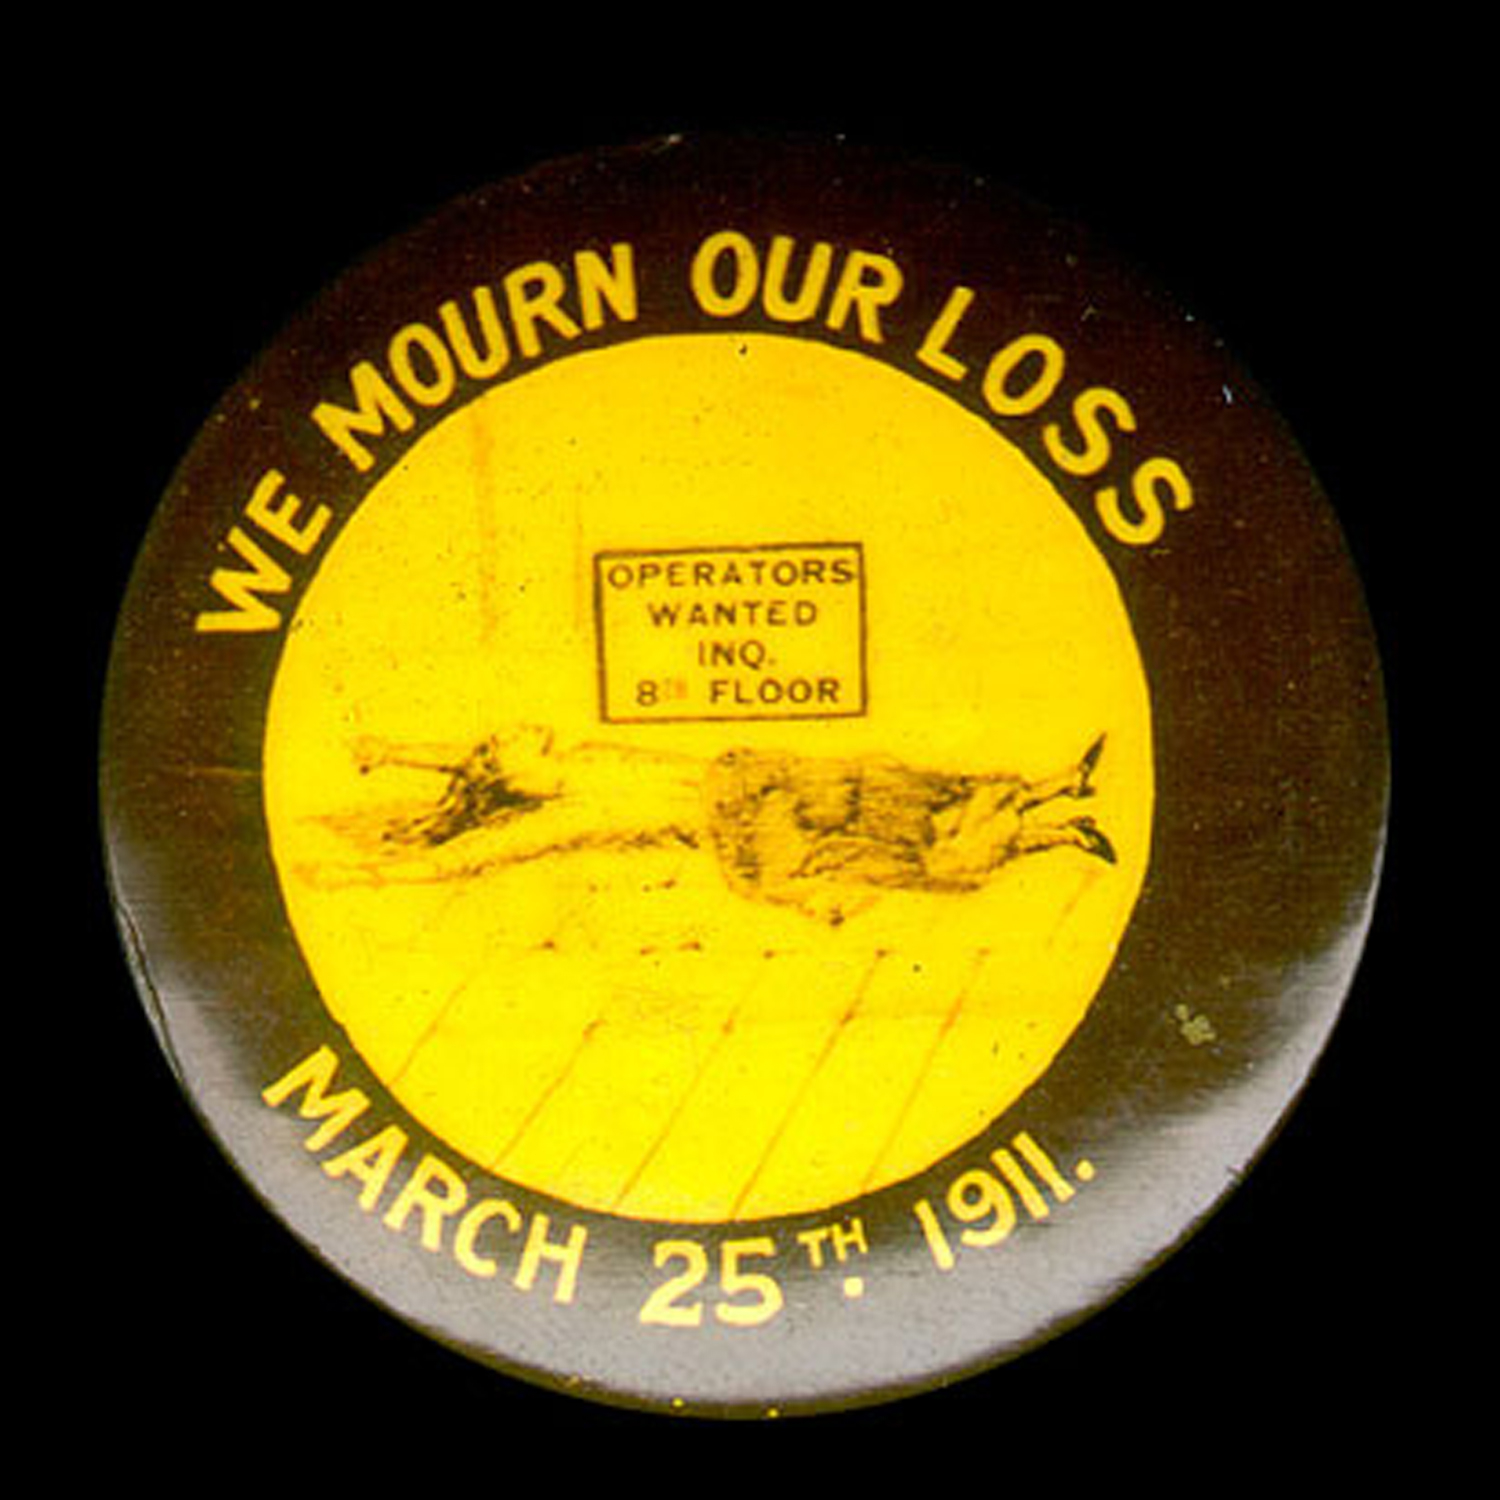 WE MOURN OUR LOSS
OPERATORS
WANTED
INQ.
8TH FLOOR
MARCH 25TH. 1911.